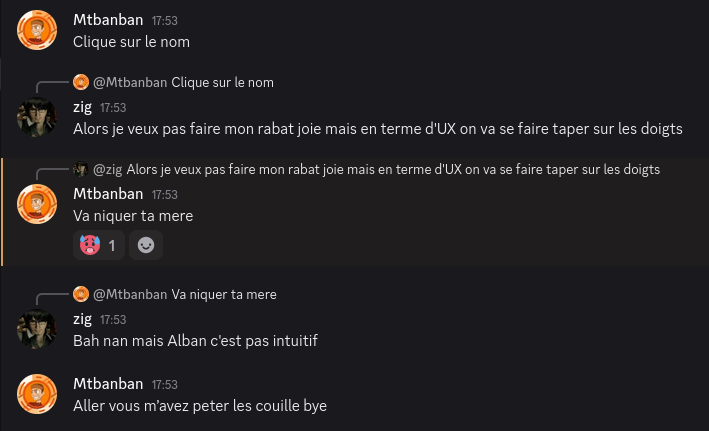 Mtbanban 17:53
Clique sur le nom
@Mtbanban Clique sur le nom
zig 17:53
Alors je veux pas faire mon rabat joie mais en terme d'UX on va se faire taper sur les doigts
@zig Alors je veux pas faire mon rabat joie mais en terme d'UX on va se faire taper sur les doigts
Mtbanban 17:53
Va niquer ta mere
1
@Mtbanban Va niquer ta mere
zig 17:53
Bah nan mais Alban c'est pas intuitif
Mtbanban 17:53
Aller vous m’avez peter les couille bye